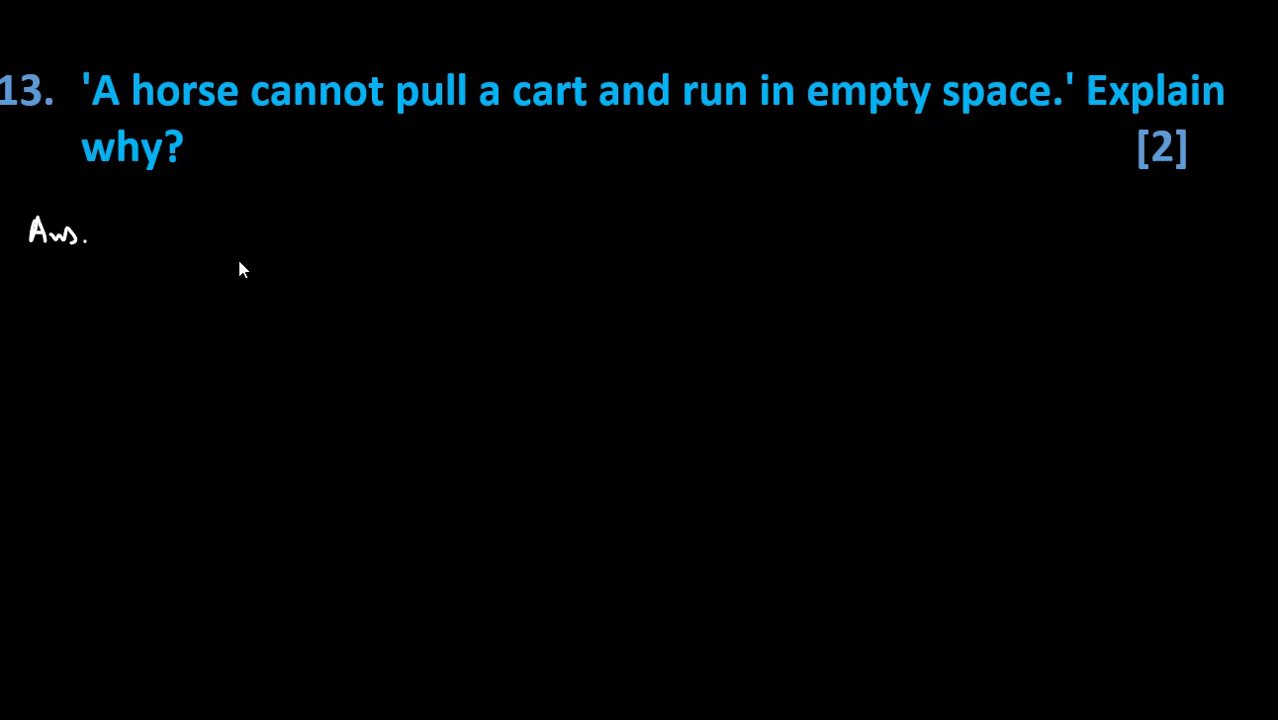 13. 'A horse cannot pull a cart and run in empty space.' Explain
why? [2]
Ans.